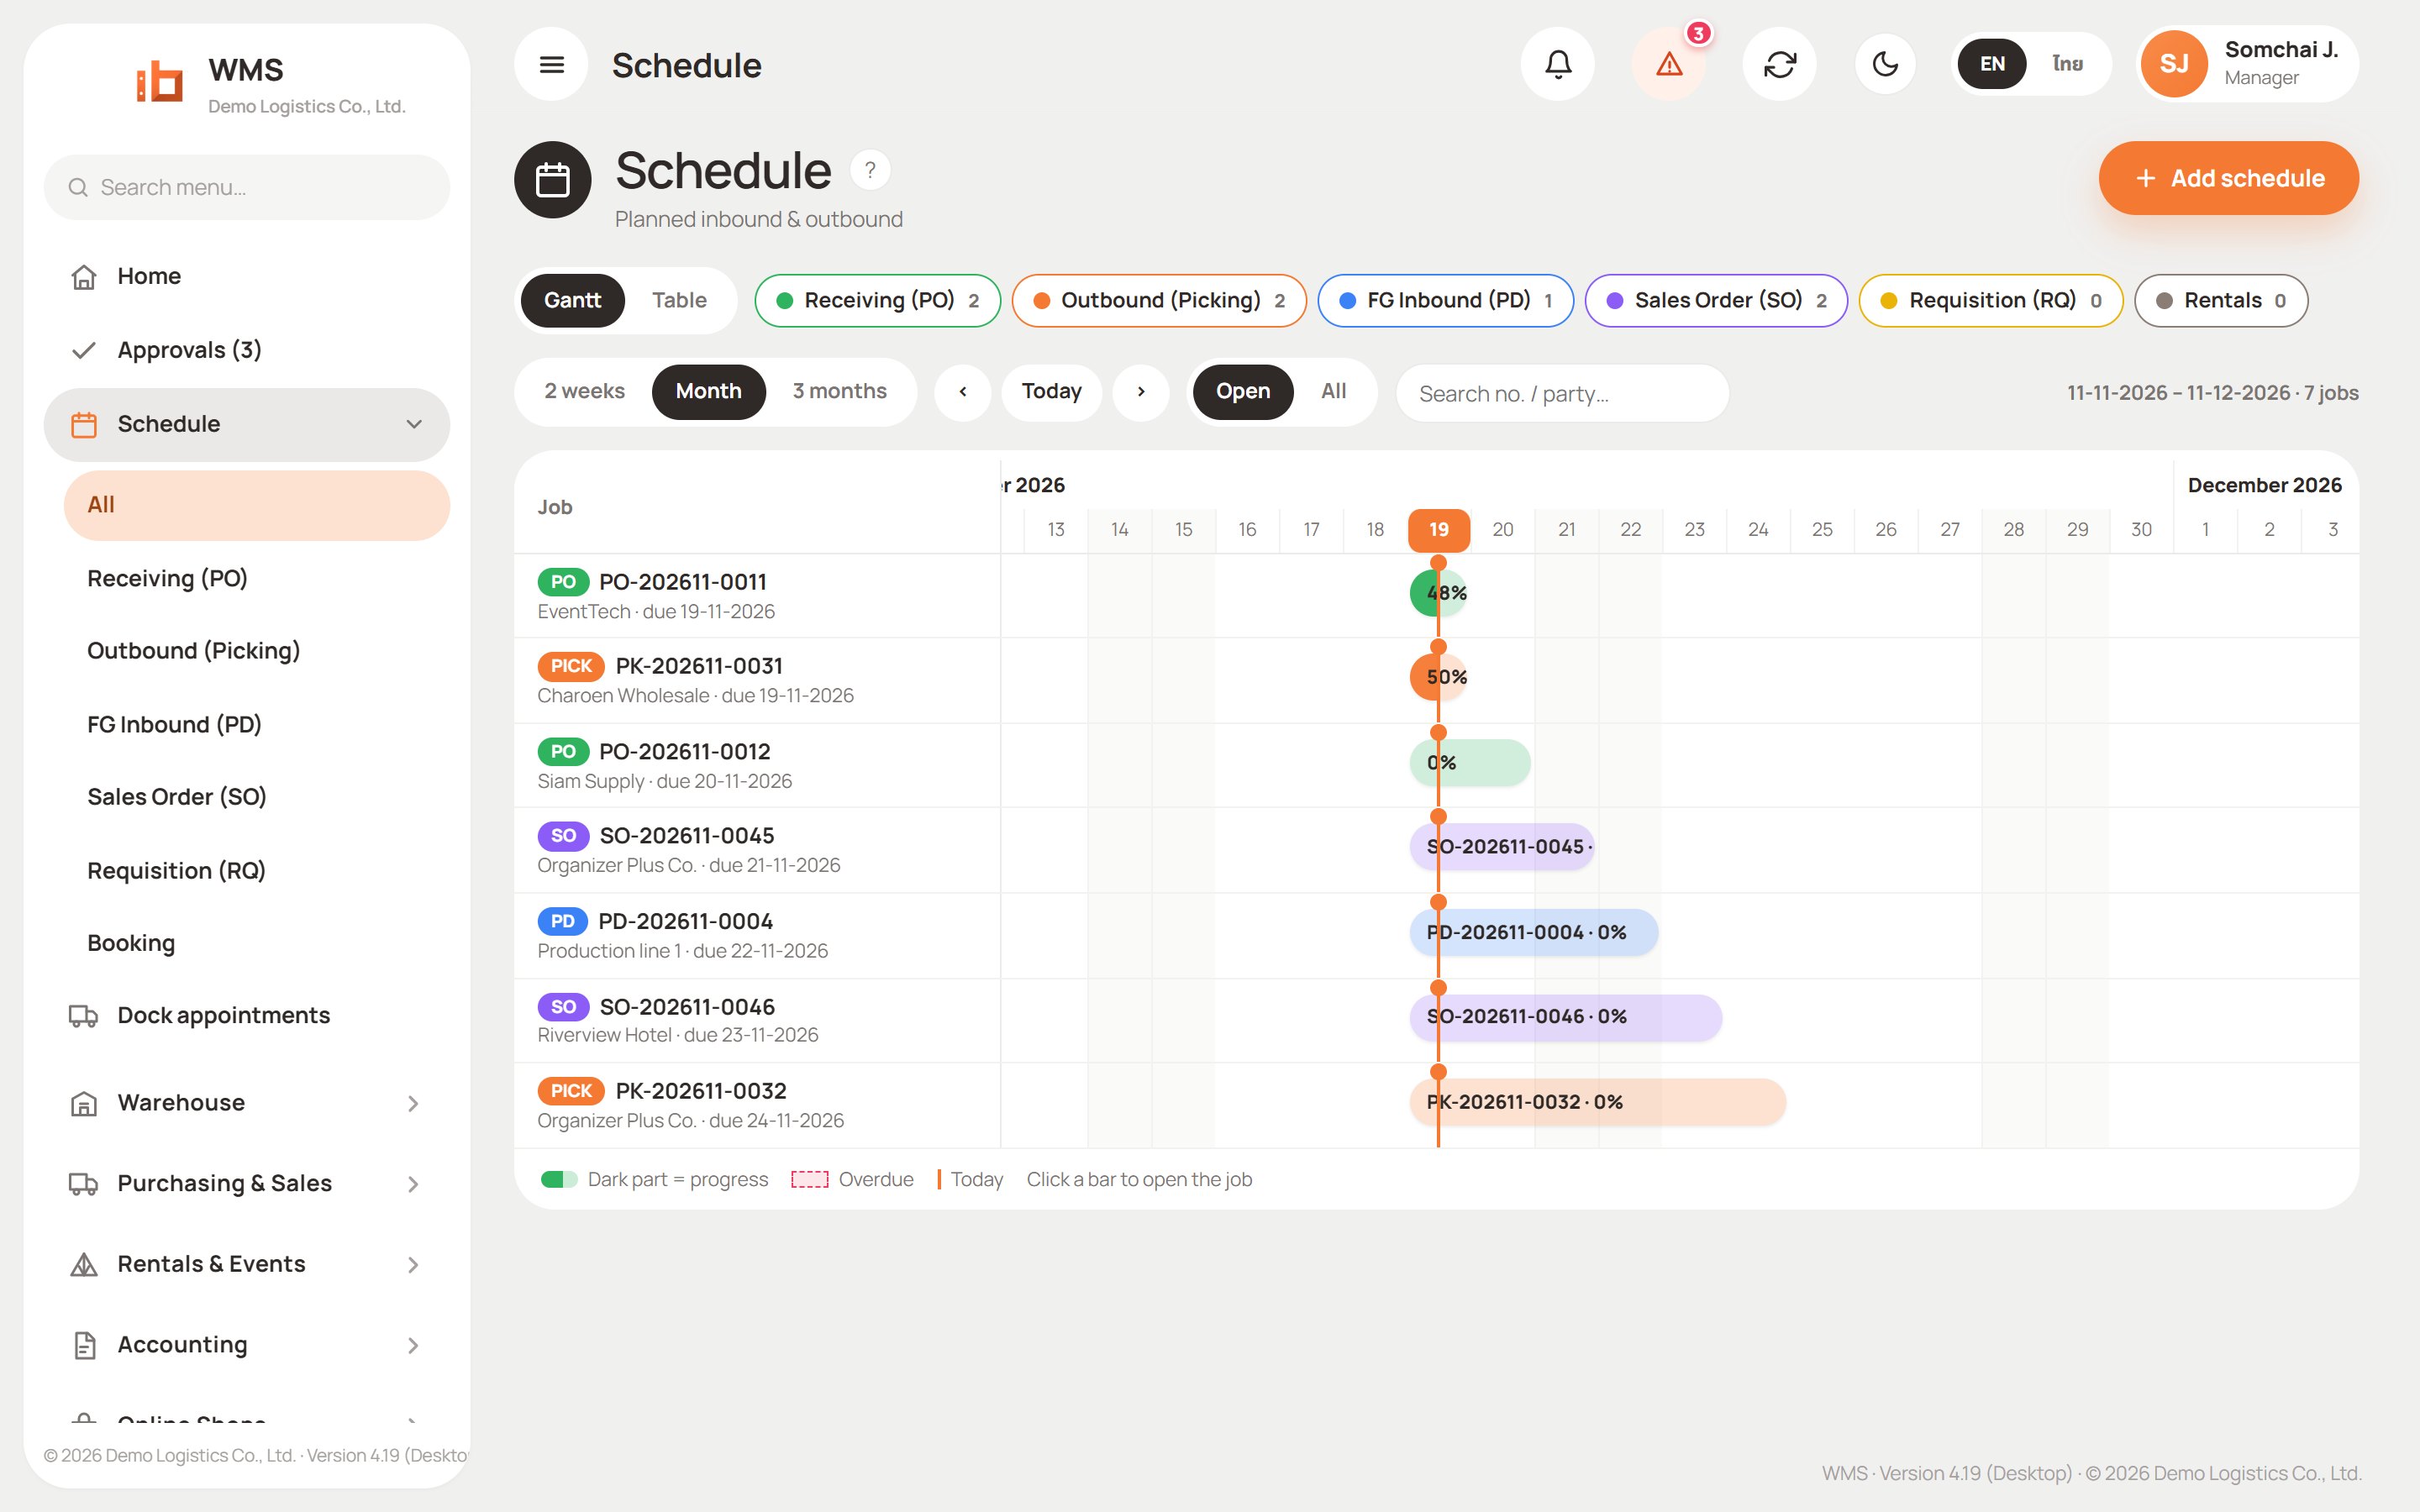 WMS
Demo Logistics Co., Ltd.
Search menu...
Home
Approvals (3)
Schedule
All
Receiving (PO)
Outbound (Picking)
FG Inbound (PD)
Sales Order (SO)
Requisition (RQ)
Booking
Dock appointments
Warehouse
Purchasing & Sales
Rentals & Events
Accounting
Online Shops
© 2026 Demo Logistics Co., Ltd. · Version 4.19 (Deskto
Schedule
3
EN
ไทย
SJ
Somchai J.
Manager
Schedule ?
Planned inbound & outbound
+ Add schedule
Gantt Table
Receiving (PO) 2
Outbound (Picking) 2
FG Inbound (PD) 1
Sales Order (SO) 2
Requisition (RQ) 0
Rentals 0
2 weeks Month 3 months
‹ Today ›
Open All
Search no. / party...
11-11-2026 – 11-12-2026 · 7 jobs
Job
r 2026 December 2026
13 14 15 16 17 18 19 20 21 22 23 24 25 26 27 28 29 30 1 2 3
PO PO-202611-0011
EventTech · due 19-11-2026
48%
PICK PK-202611-0031
Charoen Wholesale · due 19-11-2026
50%
PO PO-202611-0012
Siam Supply · due 20-11-2026
0%
SO SO-202611-0045
Organizer Plus Co. · due 21-11-2026
SO-202611-0045 ·
PD PD-202611-0004
Production line 1 · due 22-11-2026
PD-202611-0004 · 0%
SO SO-202611-0046
Riverview Hotel · due 23-11-2026
SO-202611-0046 · 0%
PICK PK-202611-0032
Organizer Plus Co. · due 24-11-2026
PK-202611-0032 · 0%
Dark part = progress Overdue Today Click a bar to open the job
WMS · Version 4.19 (Desktop) · © 2026 Demo Logistics Co., Ltd.